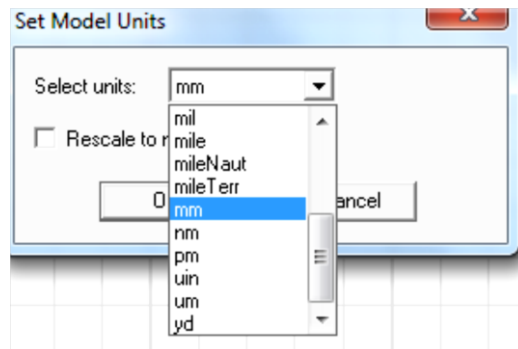 Set Model Units
Select units: mm
mil
Rescale to r mile
mileNaut
mileTerr
O
mm
ancel
nm
pm
uin
um
yd